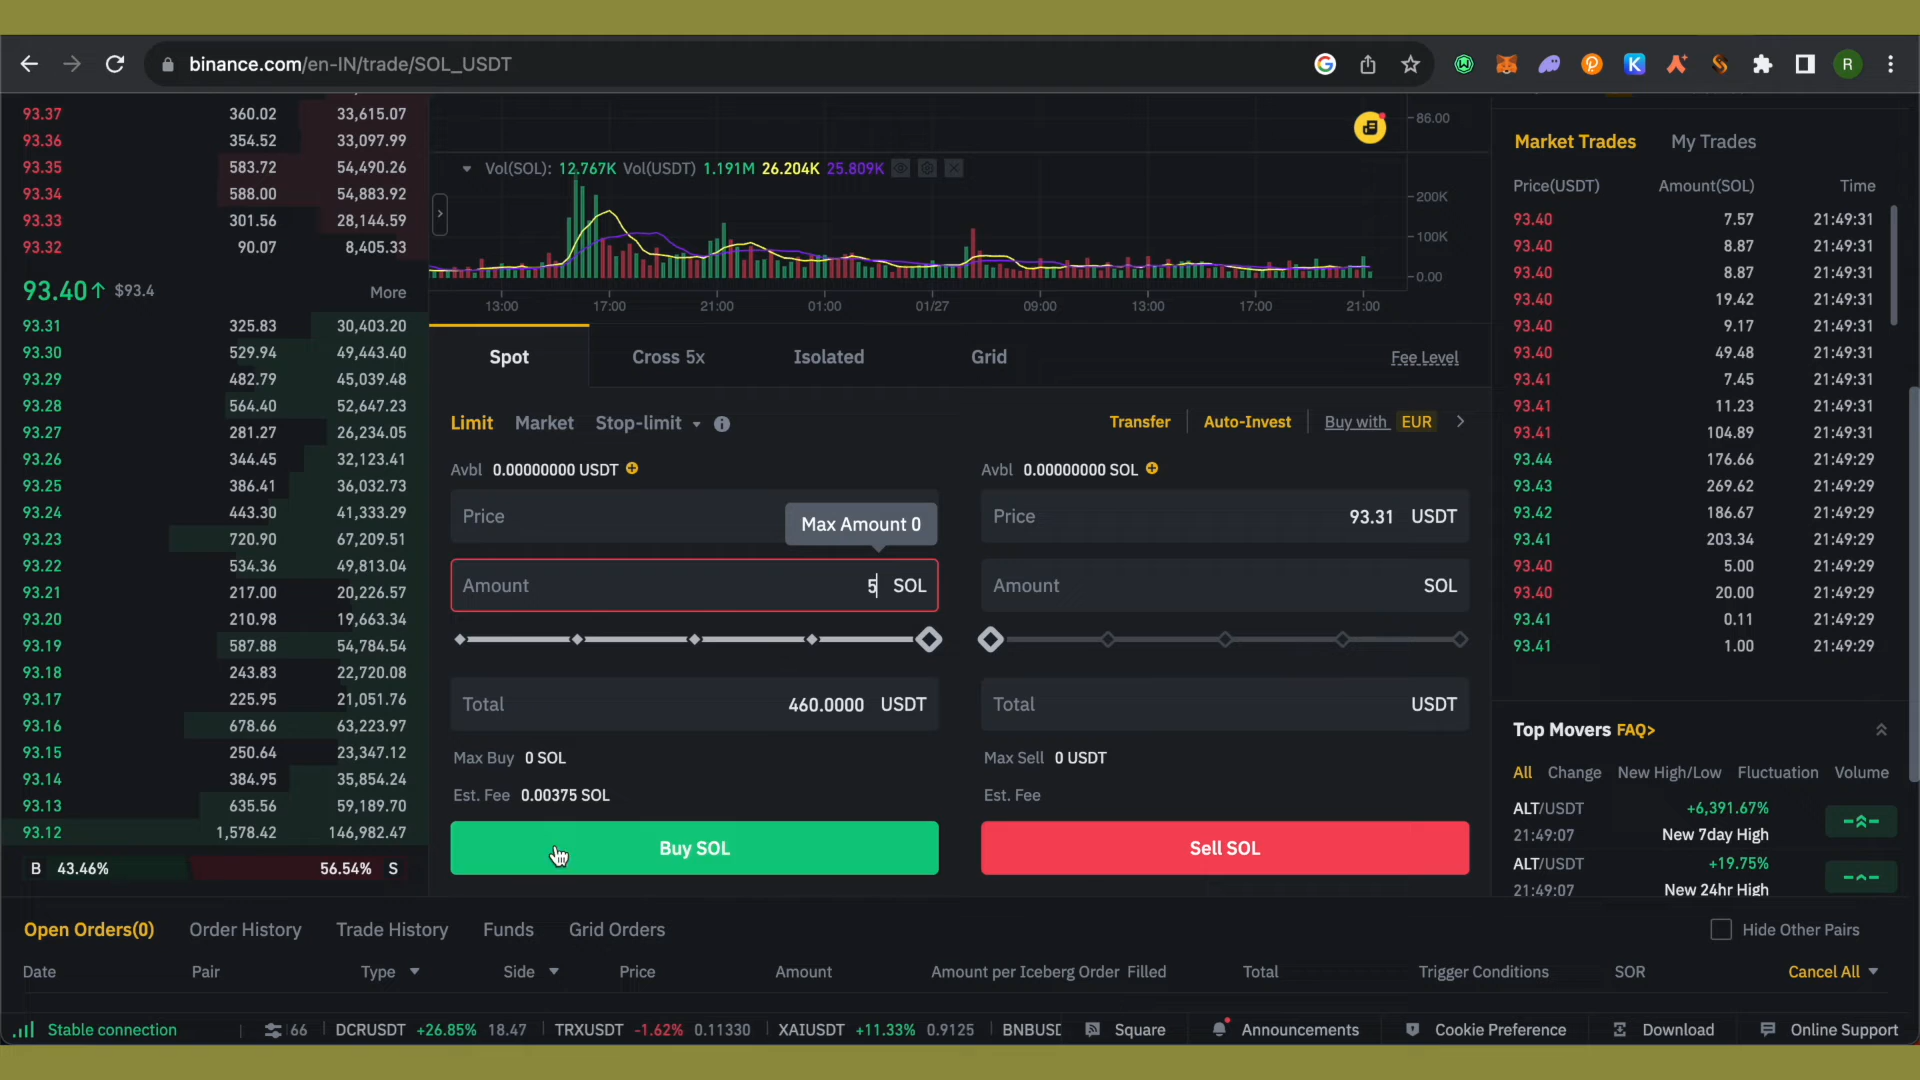 binance.com/en-IN/trade/SOL_USDT
R
93.37 360.02 33,615.07
93.36 354.52 33,097.99
93.35 583.72 54,490.26
93.34 588.00 54,883.92
93.33 301.56 28,144.59
93.32 90.07 8,405.33
93.40↑ $93.4 More
93.31 325.83 30,403.20
93.30 529.94 49,443.40
93.29 482.79 45,039.48
93.28 564.40 52,647.23
93.27 281.27 26,234.05
93.26 344.45 32,123.41
93.25 386.41 36,032.73
93.24 443.30 41,333.29
93.23 720.90 67,209.51
93.22 534.36 49,813.04
93.21 217.00 20,226.57
93.20 210.98 19,663.34
93.19 587.88 54,784.54
93.18 243.83 22,720.08
93.17 225.95 21,051.76
93.16 678.66 63,223.97
93.15 250.64 23,347.12
93.14 384.95 35,854.24
93.13 635.56 59,189.70
93.12 1,578.42 146,982.47
B 43.46% 56.54% S
86.00
Vol(SOL): 12.767K Vol(USDT) 1.191M 26.204K 25.809K
200K
100K
0.00
13:00 17:00 21:00 01:00 01/27 09:00 13:00 17:00 21:00
Spot Cross 5x Isolated Grid Fee Level
Limit Market Stop-limit Transfer Auto-Invest Buy with EUR
Avbl 0.00000000 USDT
Price Max Amount 0
Amount 5 SOL
Total 460.0000 USDT
Max Buy 0 SOL
Est. Fee 0.00375 SOL
Buy SOL
Avbl 0.00000000 SOL
Price 93.31 USDT
Amount SOL
Total USDT
Max Sell 0 USDT
Est. Fee
Sell SOL
Market Trades My Trades
Price(USDT) Amount(SOL) Time
93.40 7.57 21:49:31
93.40 8.87 21:49:31
93.40 8.87 21:49:31
93.40 19.42 21:49:31
93.40 9.17 21:49:31
93.40 49.48 21:49:31
93.41 7.45 21:49:31
93.41 11.23 21:49:31
93.41 104.89 21:49:31
93.44 176.66 21:49:29
93.43 269.62 21:49:29
93.42 186.67 21:49:29
93.41 203.34 21:49:29
93.40 5.00 21:49:29
93.40 20.00 21:49:29
93.41 0.11 21:49:29
93.41 1.00 21:49:29
Top Movers FAQ>
All Change New High/Low Fluctuation Volume
ALT/USDT +6,391.67%
21:49:07 New 7day High
ALT/USDT +19.75%
21:49:07 New 24hr High
Open Orders(0) Order History Trade History Funds Grid Orders Hide Other Pairs
Date Pair Type Side Price Amount Amount per Iceberg Order Filled Total Trigger Conditions SOR Cancel All
Stable connection 66 DCRUSDT +26.85% 18.47 TRXUSDT -1.62% 0.11330 XAIUSDT +11.33% 0.9125 BNBUSD Square Announcements Cookie Preference Download Online Support